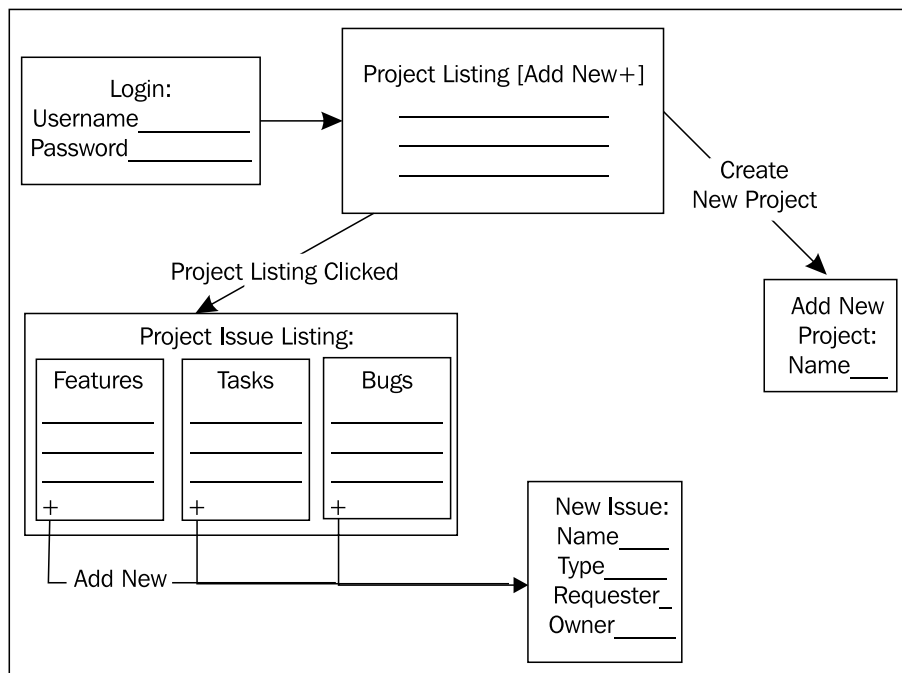 Login:
Username
Password
Project Listing [Add New+]
Create
New Project
Project Listing Clicked
Add New
Project:
Name
Project Issue Listing:
Features
Tasks
Bugs
+
+
+
Add New
New Issue:
Name
Type
Requester
Owner